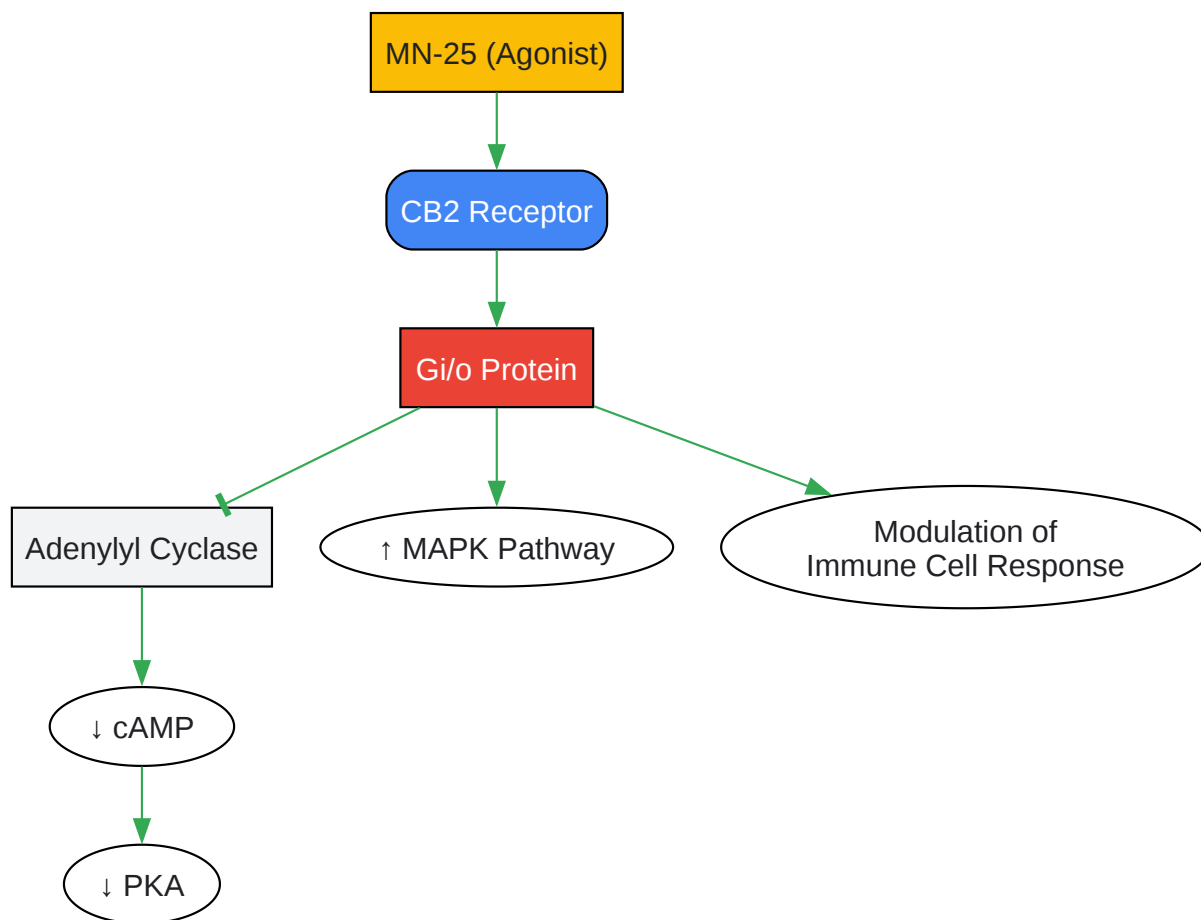 MN-25 (Agonist)
CB2 Receptor
Gi/o Protein
Adenylyl Cyclase
↑ MAPK Pathway
Modulation of
Immune Cell Response
↓ cAMP
↓ PKA